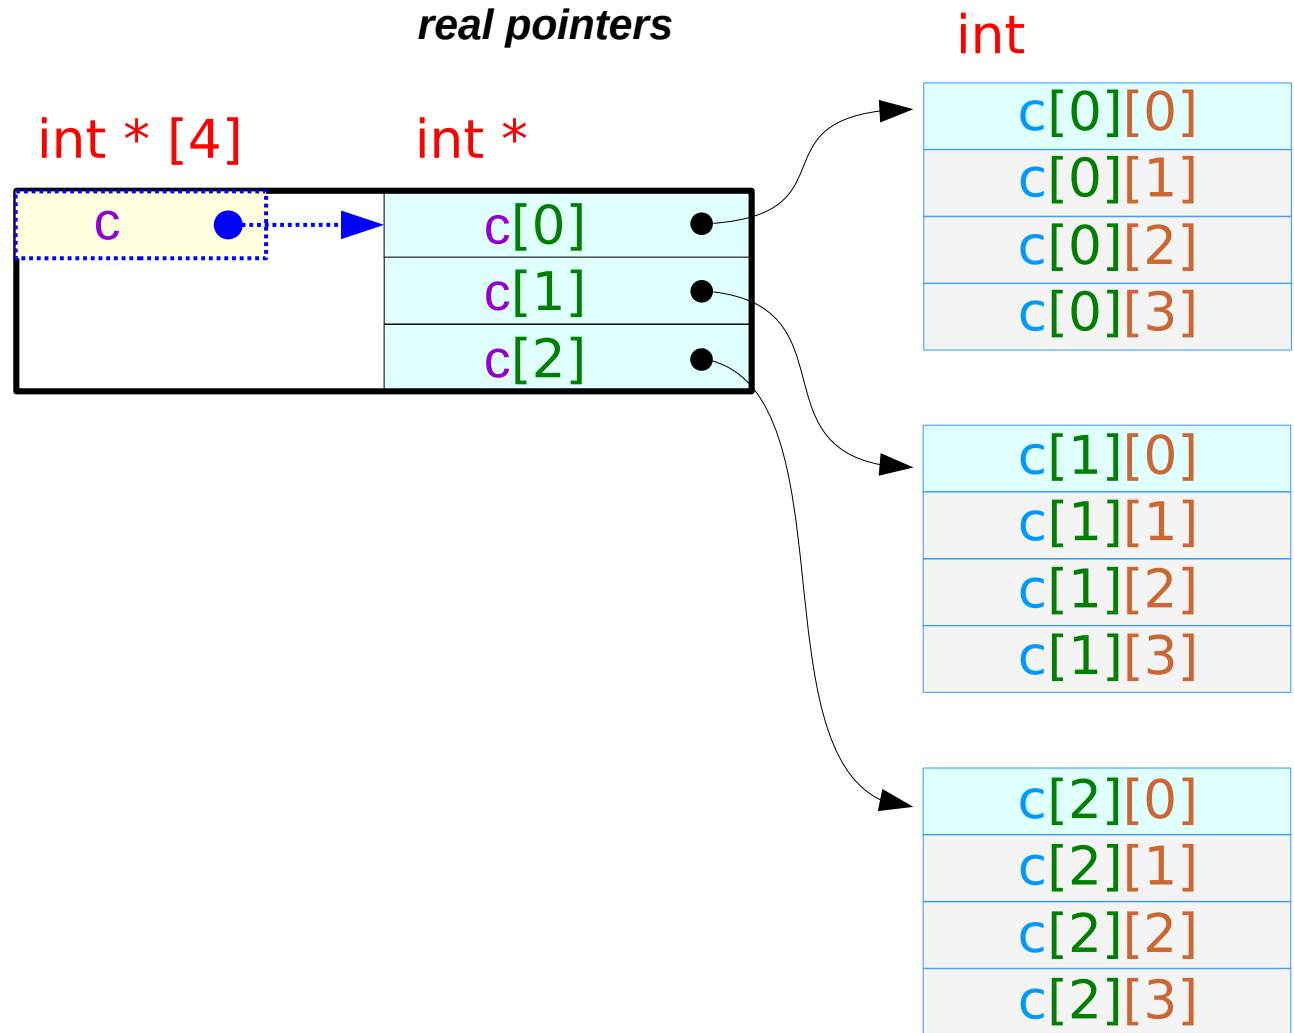 real pointers
int
int * [4]
int *
c
c[0]
c[1]
c[2]
c[0][0]
c[0][1]
c[0][2]
c[0][3]
c[1][0]
c[1][1]
c[1][2]
c[1][3]
c[2][0]
c[2][1]
c[2][2]
c[2][3]